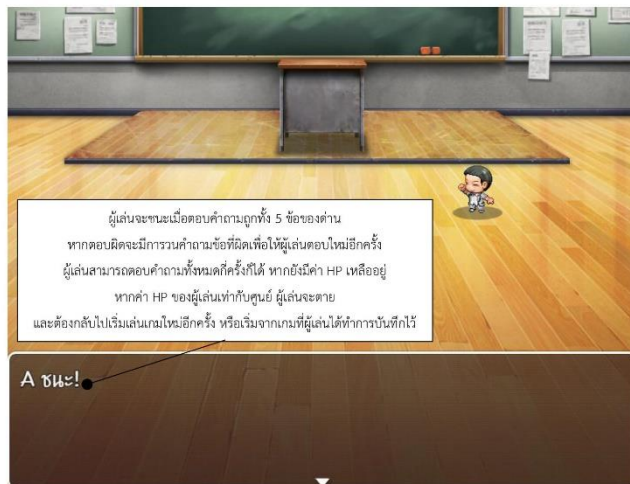 ผู้เล่นจะชนะเมื่อตอบคำถามถูกทั้ง 5 ข้อของด่าน
หากตอบผิดจะมีการวนคำถามข้อที่ผิดเพื่อให้ผู้เล่นตอบใหม่อีกครั้ง
ผู้เล่นสามารถตอบคำถามทั้งหมดกี่ครั้งก็ได้ หากยังมีค่า HP เหลืออยู่
หากค่า HP ของผู้เล่นเท่ากับศูนย์ ผู้เล่นจะตาย
และต้องกลับไปเริ่มเล่นเกมใหม่อีกครั้ง หรือเริ่มจากเกมที่ผู้เล่นได้ทำการบันทึกไว้
A ชนะ!